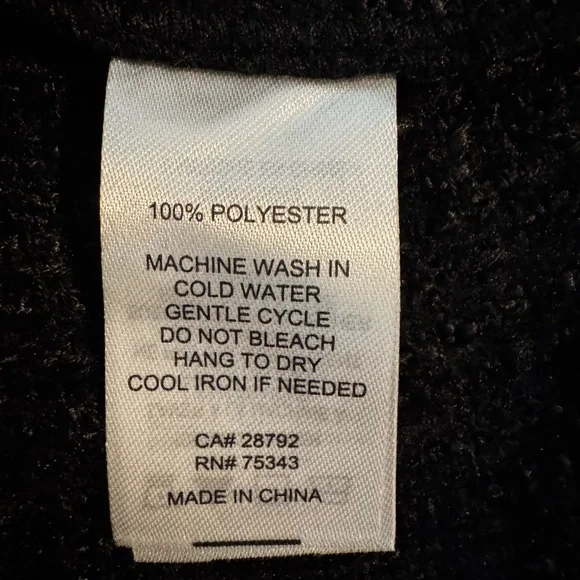 100% POLYESTER
MACHINE WASH IN
COLD WATER
GENTLE CYCLE
DO NOT BLEACH
HANG TO DRY
COOL IRON IF NEEDED
CA# 28792
RN# 75343
MADE IN CHINA